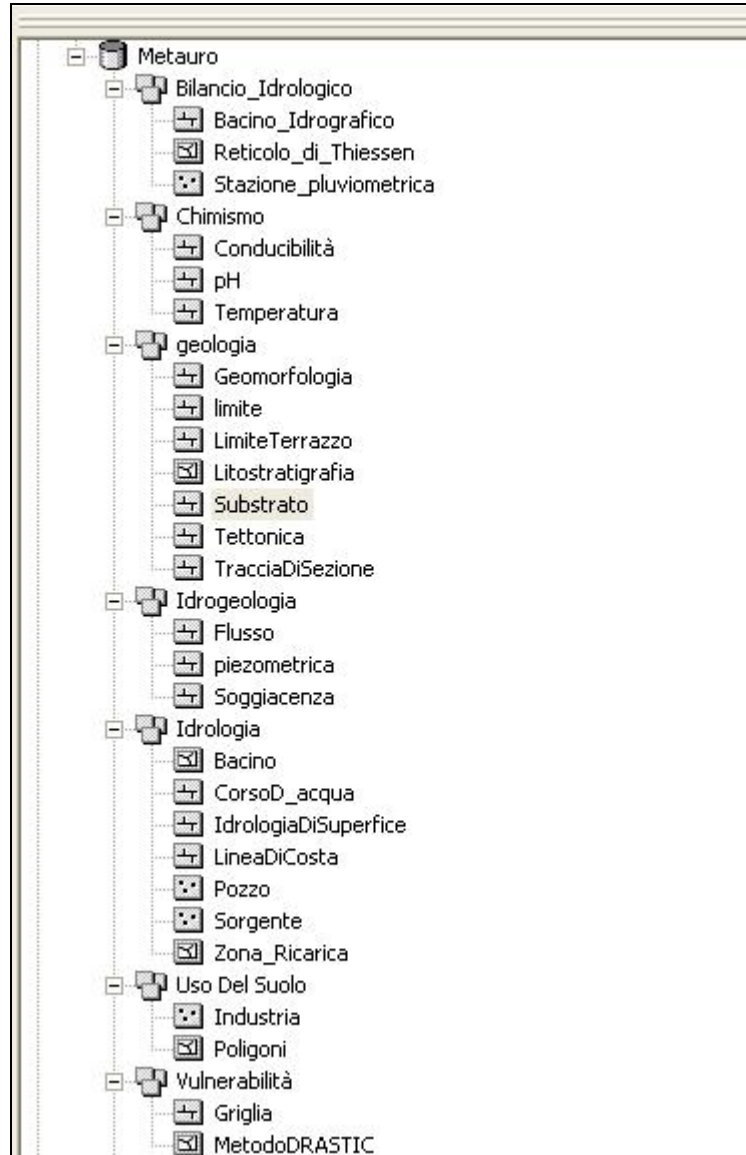 Metauro
Bilancio_Idrologico
Bacino_Idrografico
Reticolo_di_Thiessen
Stazione_pluviometrica
Chimismo
Conducibilità
pH
Temperatura
geologia
Geomorfologia
limite
LimiteTerrazzo
Litostratigrafia
Substrato
Tettonica
TracciaDiSezione
Idrogeologia
Flusso
piezometrica
Soggiacenza
Idrologia
Bacino
CorsoD_acqua
IdrologiaDiSuperfice
LineaDiCosta
Pozzo
Sorgente
Zona_Ricarica
Uso Del Suolo
Industria
Poligoni
Vulnerabilità
Griglia
MetodoDRASTIC